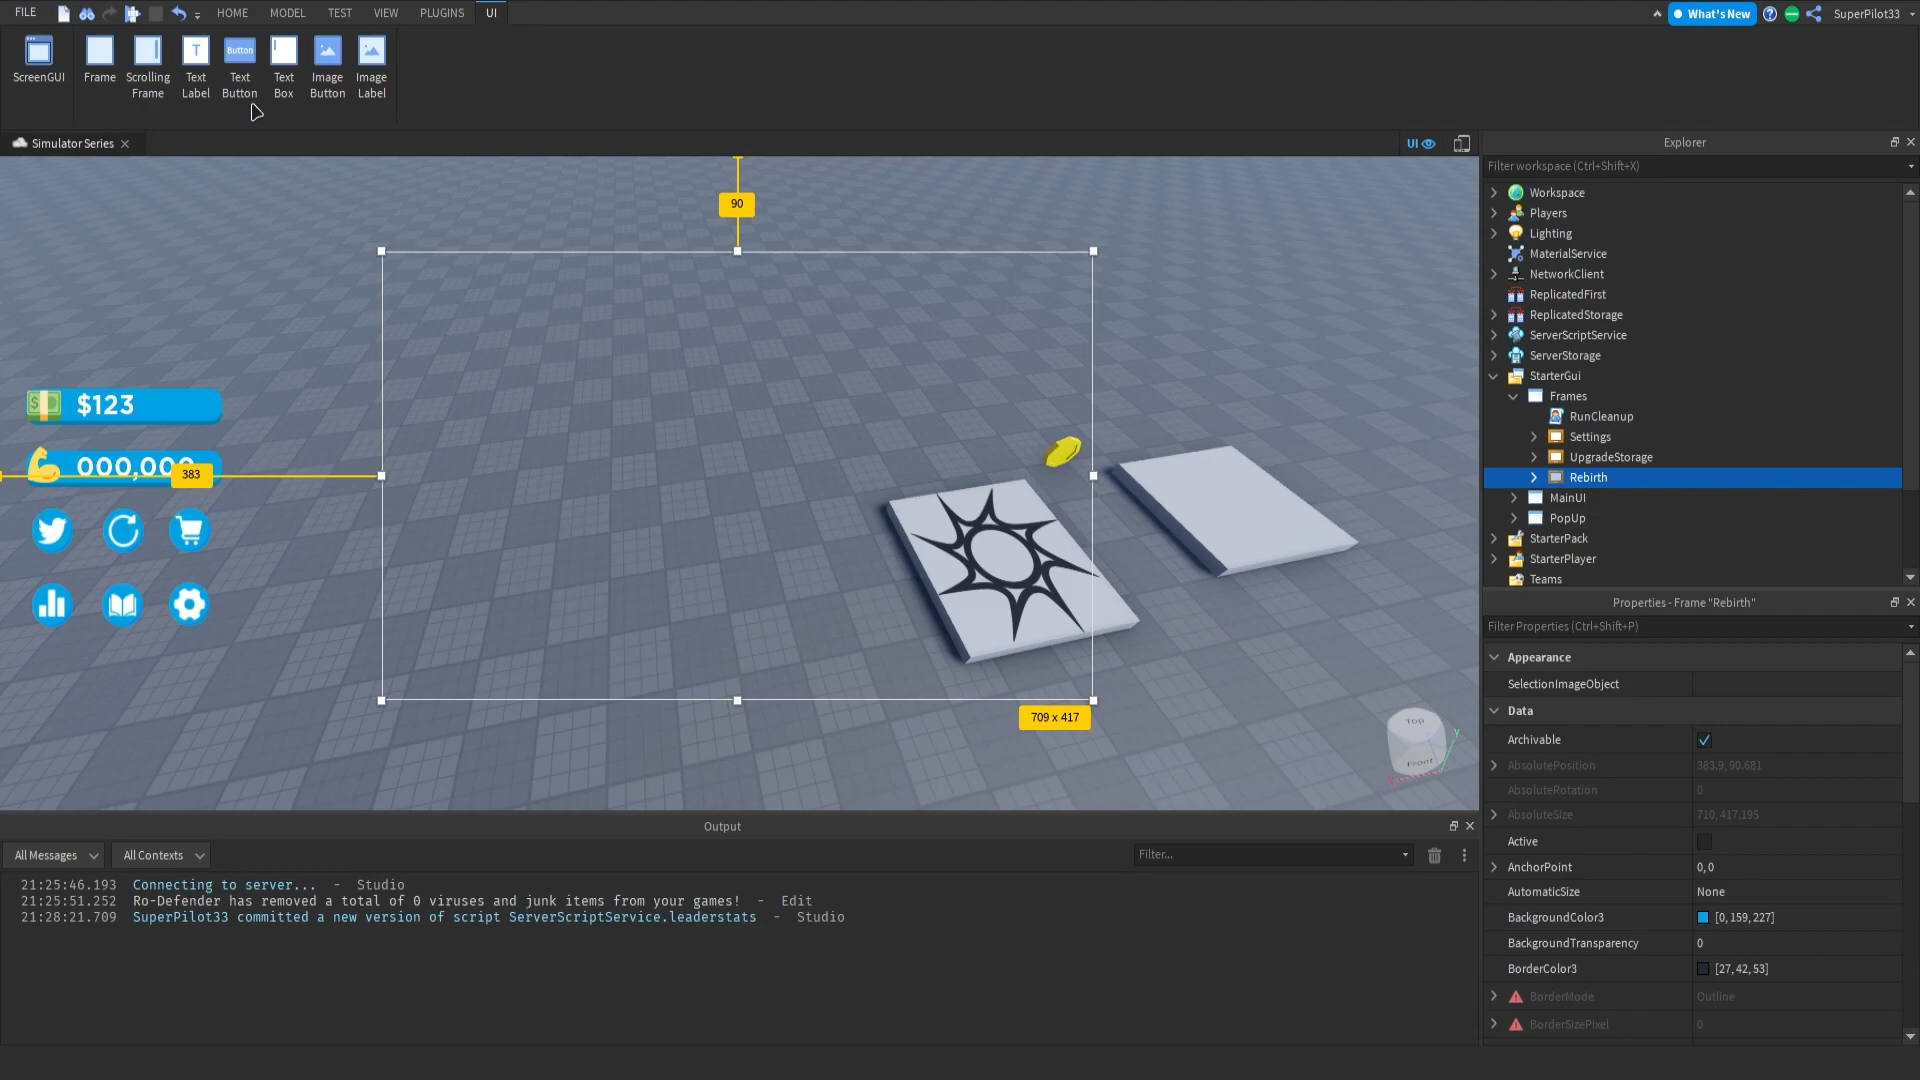 FILE
HOME
MODEL
TEST
VIEW
PLUGINS
UI
What's New
SuperPilot33
ScreenGUI
Frame
Scrolling
Frame
Text
Label
Button
Text
Button
Text
Box
Image
Button
Image
Label
Simulator Series
UI
90
383
709 x 417
$123
000,000
Top
Front
Y
Explorer
Filter workspace (Ctrl+Shift+X)
Workspace
Players
Lighting
MaterialService
NetworkClient
ReplicatedFirst
ReplicatedStorage
ServerScriptService
ServerStorage
StarterGui
Frames
RunCleanup
Settings
UpgradeStorage
Rebirth
MainUI
PopUp
StarterPack
StarterPlayer
Teams
Properties - Frame "Rebirth"
Filter Properties (Ctrl+Shift+P)
Appearance
SelectionImageObject
Data
Archivable
AbsolutePosition 383.9, 90.681
AbsoluteRotation 0
AbsoluteSize 710, 417.195
Active
AnchorPoint 0, 0
AutomaticSize None
BackgroundColor3 [0, 159, 227]
BackgroundTransparency 0
BorderColor3 [27, 42, 53]
BorderMode Outline
BorderSizePixel 0
Output
All Messages
All Contexts
Filter...
21:25:46.193 Connecting to server... - Studio
21:25:51.252 Ro-Defender has removed a total of 0 viruses and junk items from your games! - Edit
21:28:21.709 SuperPilot33 committed a new version of script ServerScriptService.leaderstats - Studio